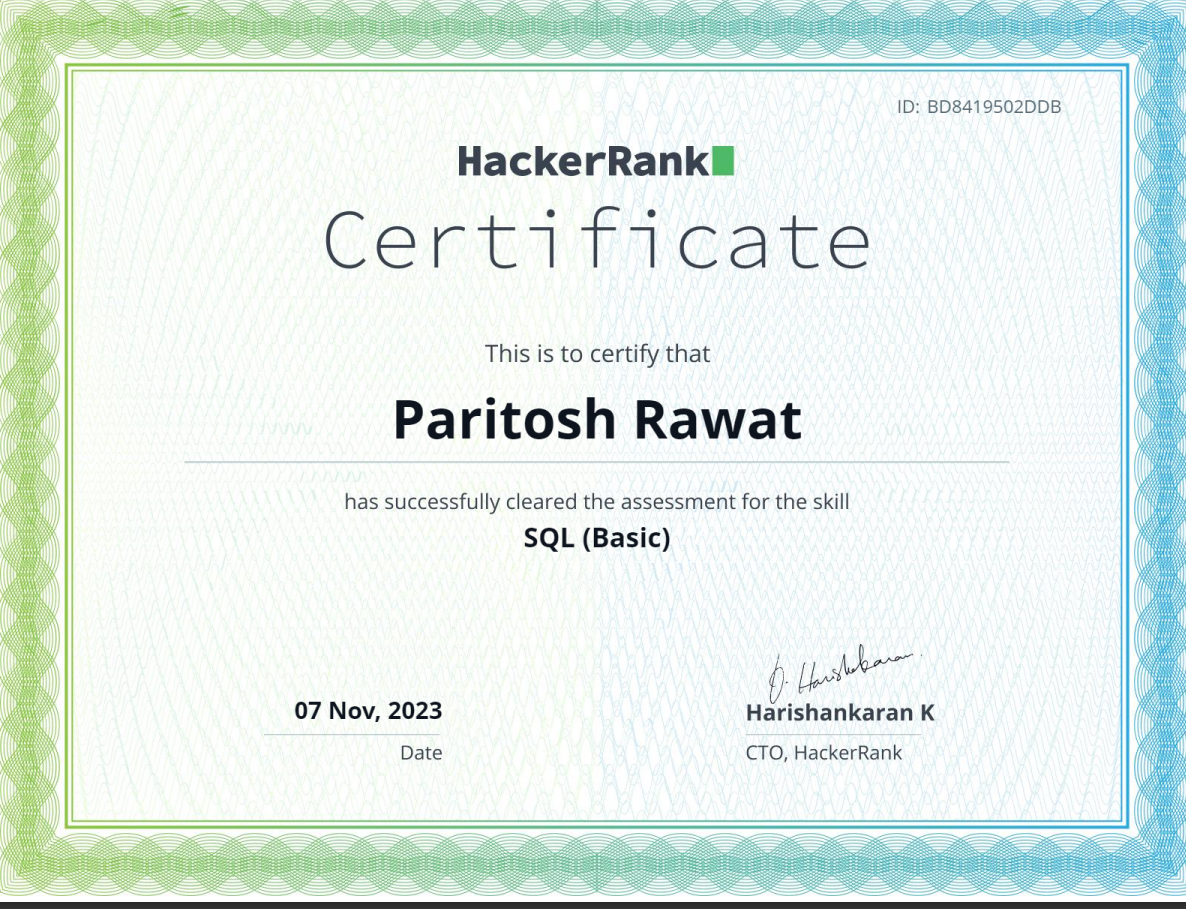 ID: BD8419502DDB
HackerRank
Certificate
This is to certify that
Paritosh Rawat
has successfully cleared the assessment for the skill
SQL (Basic)
07 Nov, 2023
Date
Harishankaran K
CTO, HackerRank